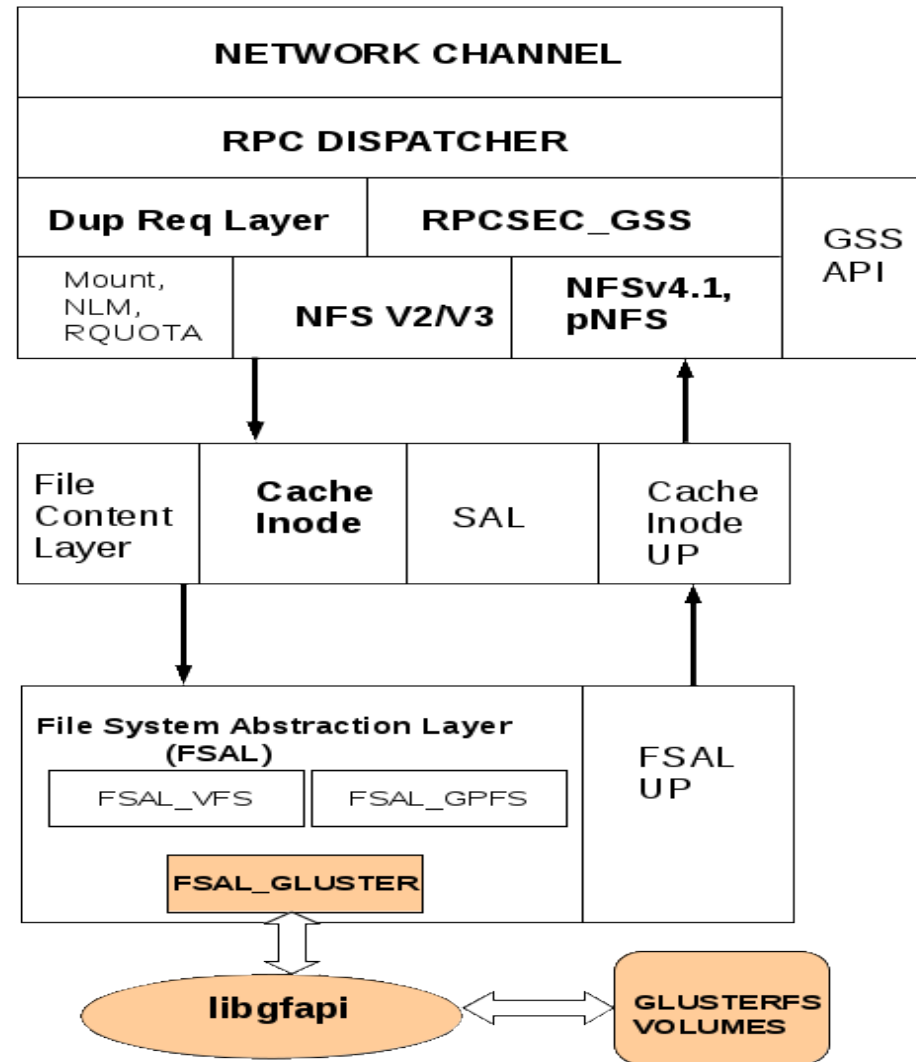 NETWORK CHANNEL
RPC DISPATCHER
Dup Req Layer
RPCSEC_GSS
GSS
API
Mount,
NLM,
RQUOTA
NFS V2/V3
NFSv4.1,
pNFS
File
Content
Layer
Cache
Inode
SAL
Cache
Inode
UP
File System Abstraction Layer
(FSAL)
FSAL_VFS
FSAL_GPFS
FSAL_GLUSTER
FSAL
UP
libgfapi
GLUSTERFS
VOLUMES